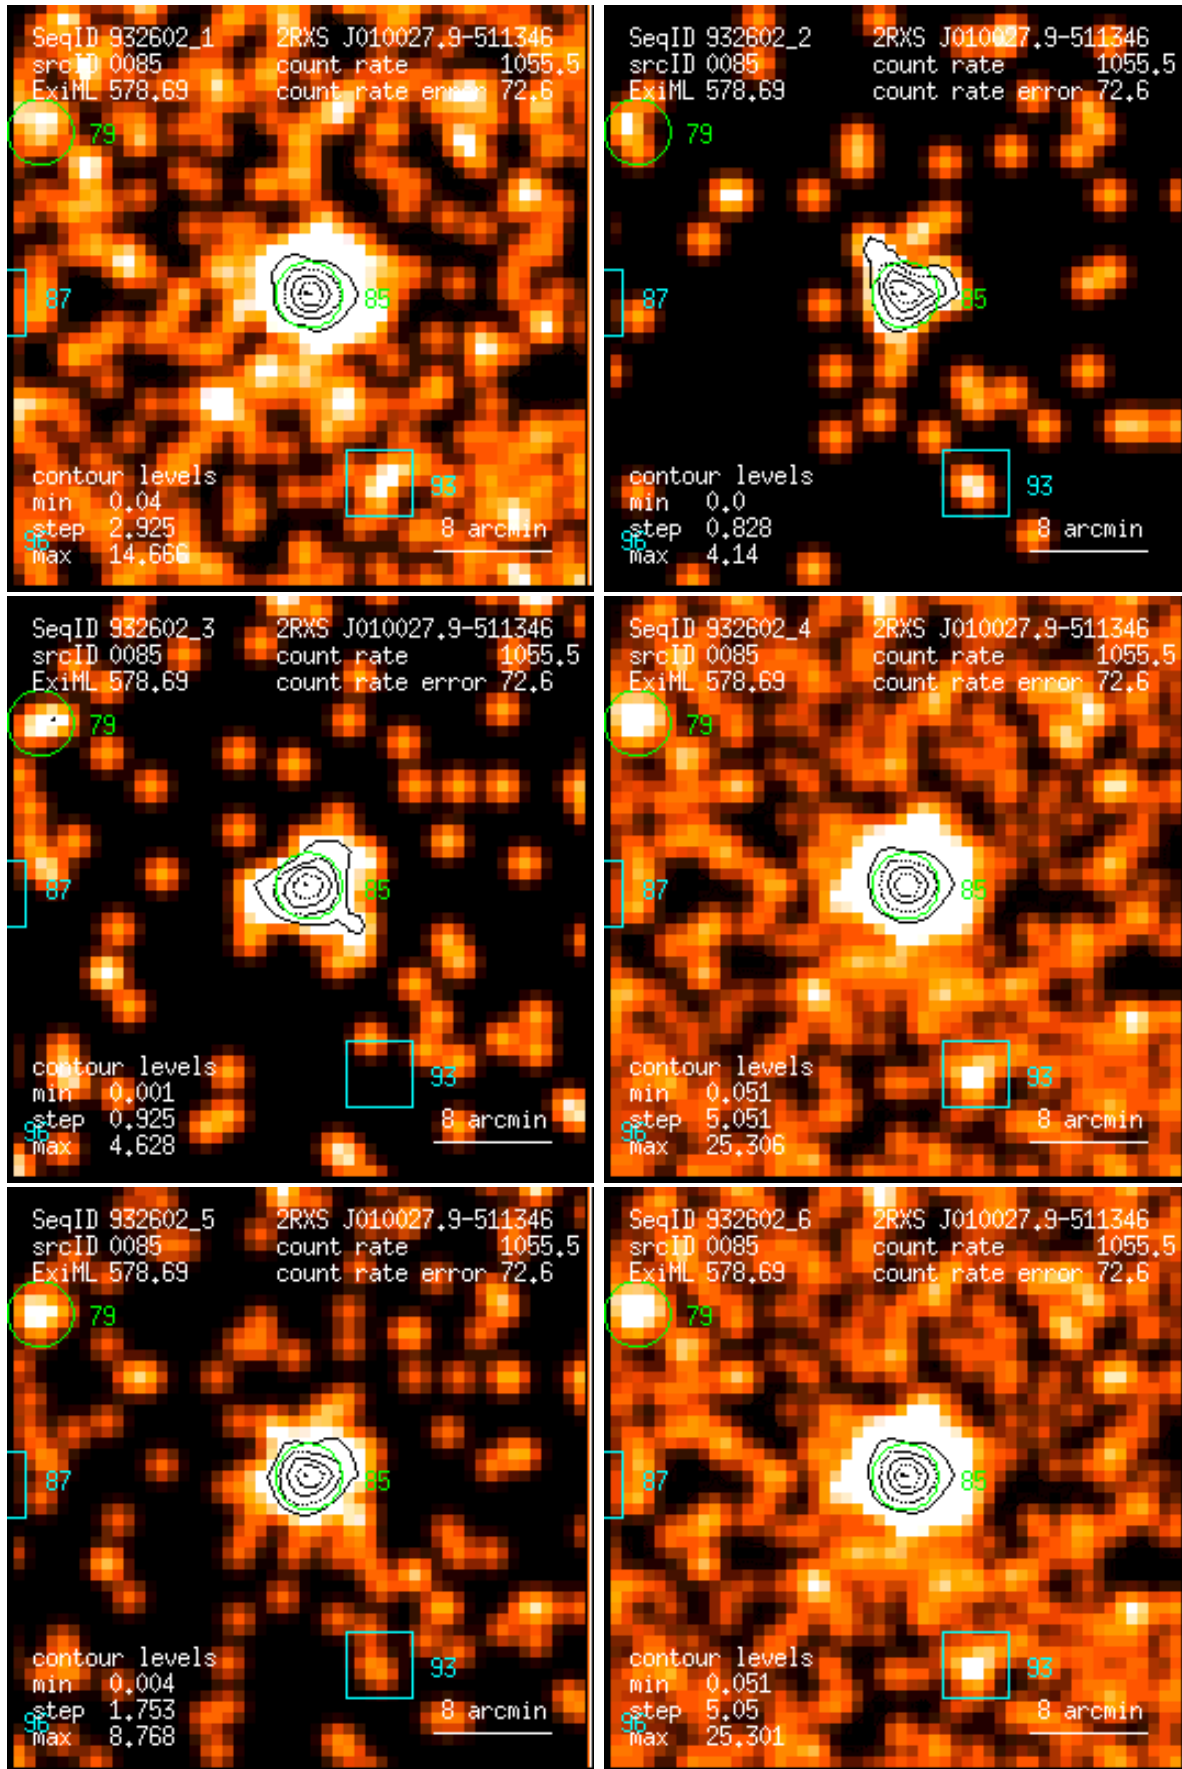 SeqID 932602_1 2RXS J010027.9-511346
srcID 0085 count rate 1055.5
ExiML 578.69 count rate error 72.6
79
87
85
contour levels
93
min 0.04
step 2.925 8 arcmin
96
max 14.666
SeqID 932602_2 2RXS J010027.9-511346
srcID 0085 count rate 1055.5
ExiML 578.69 count rate error 72.6
79
87
85
contour levels
93
min 0.0
step 0.828 8 arcmin
96
max 4.14
SeqID 932602_3 2RXS J010027.9-511346
srcID 0085 count rate 1055.5
ExiML 578.69 count rate error 72.6
79
87
85
contour levels
93
min 0.001
step 0.925 8 arcmin
96
max 4.628
SeqID 932602_4 2RXS J010027.9-511346
srcID 0085 count rate 1055.5
ExiML 578.69 count rate error 72.6
79
87
85
contour levels
93
min 0.051
step 5.051 8 arcmin
96
max 25.306
SeqID 932602_5 2RXS J010027.9-511346
srcID 0085 count rate 1055.5
ExiML 578.69 count rate error 72.6
79
87
85
contour levels
93
min 0.004
step 1.753 8 arcmin
96
max 8.768
SeqID 932602_6 2RXS J010027.9-511346
srcID 0085 count rate 1055.5
ExiML 578.69 count rate error 72.6
79
87
85
contour levels
93
min 0.051
step 5.05 8 arcmin
96
max 25.301